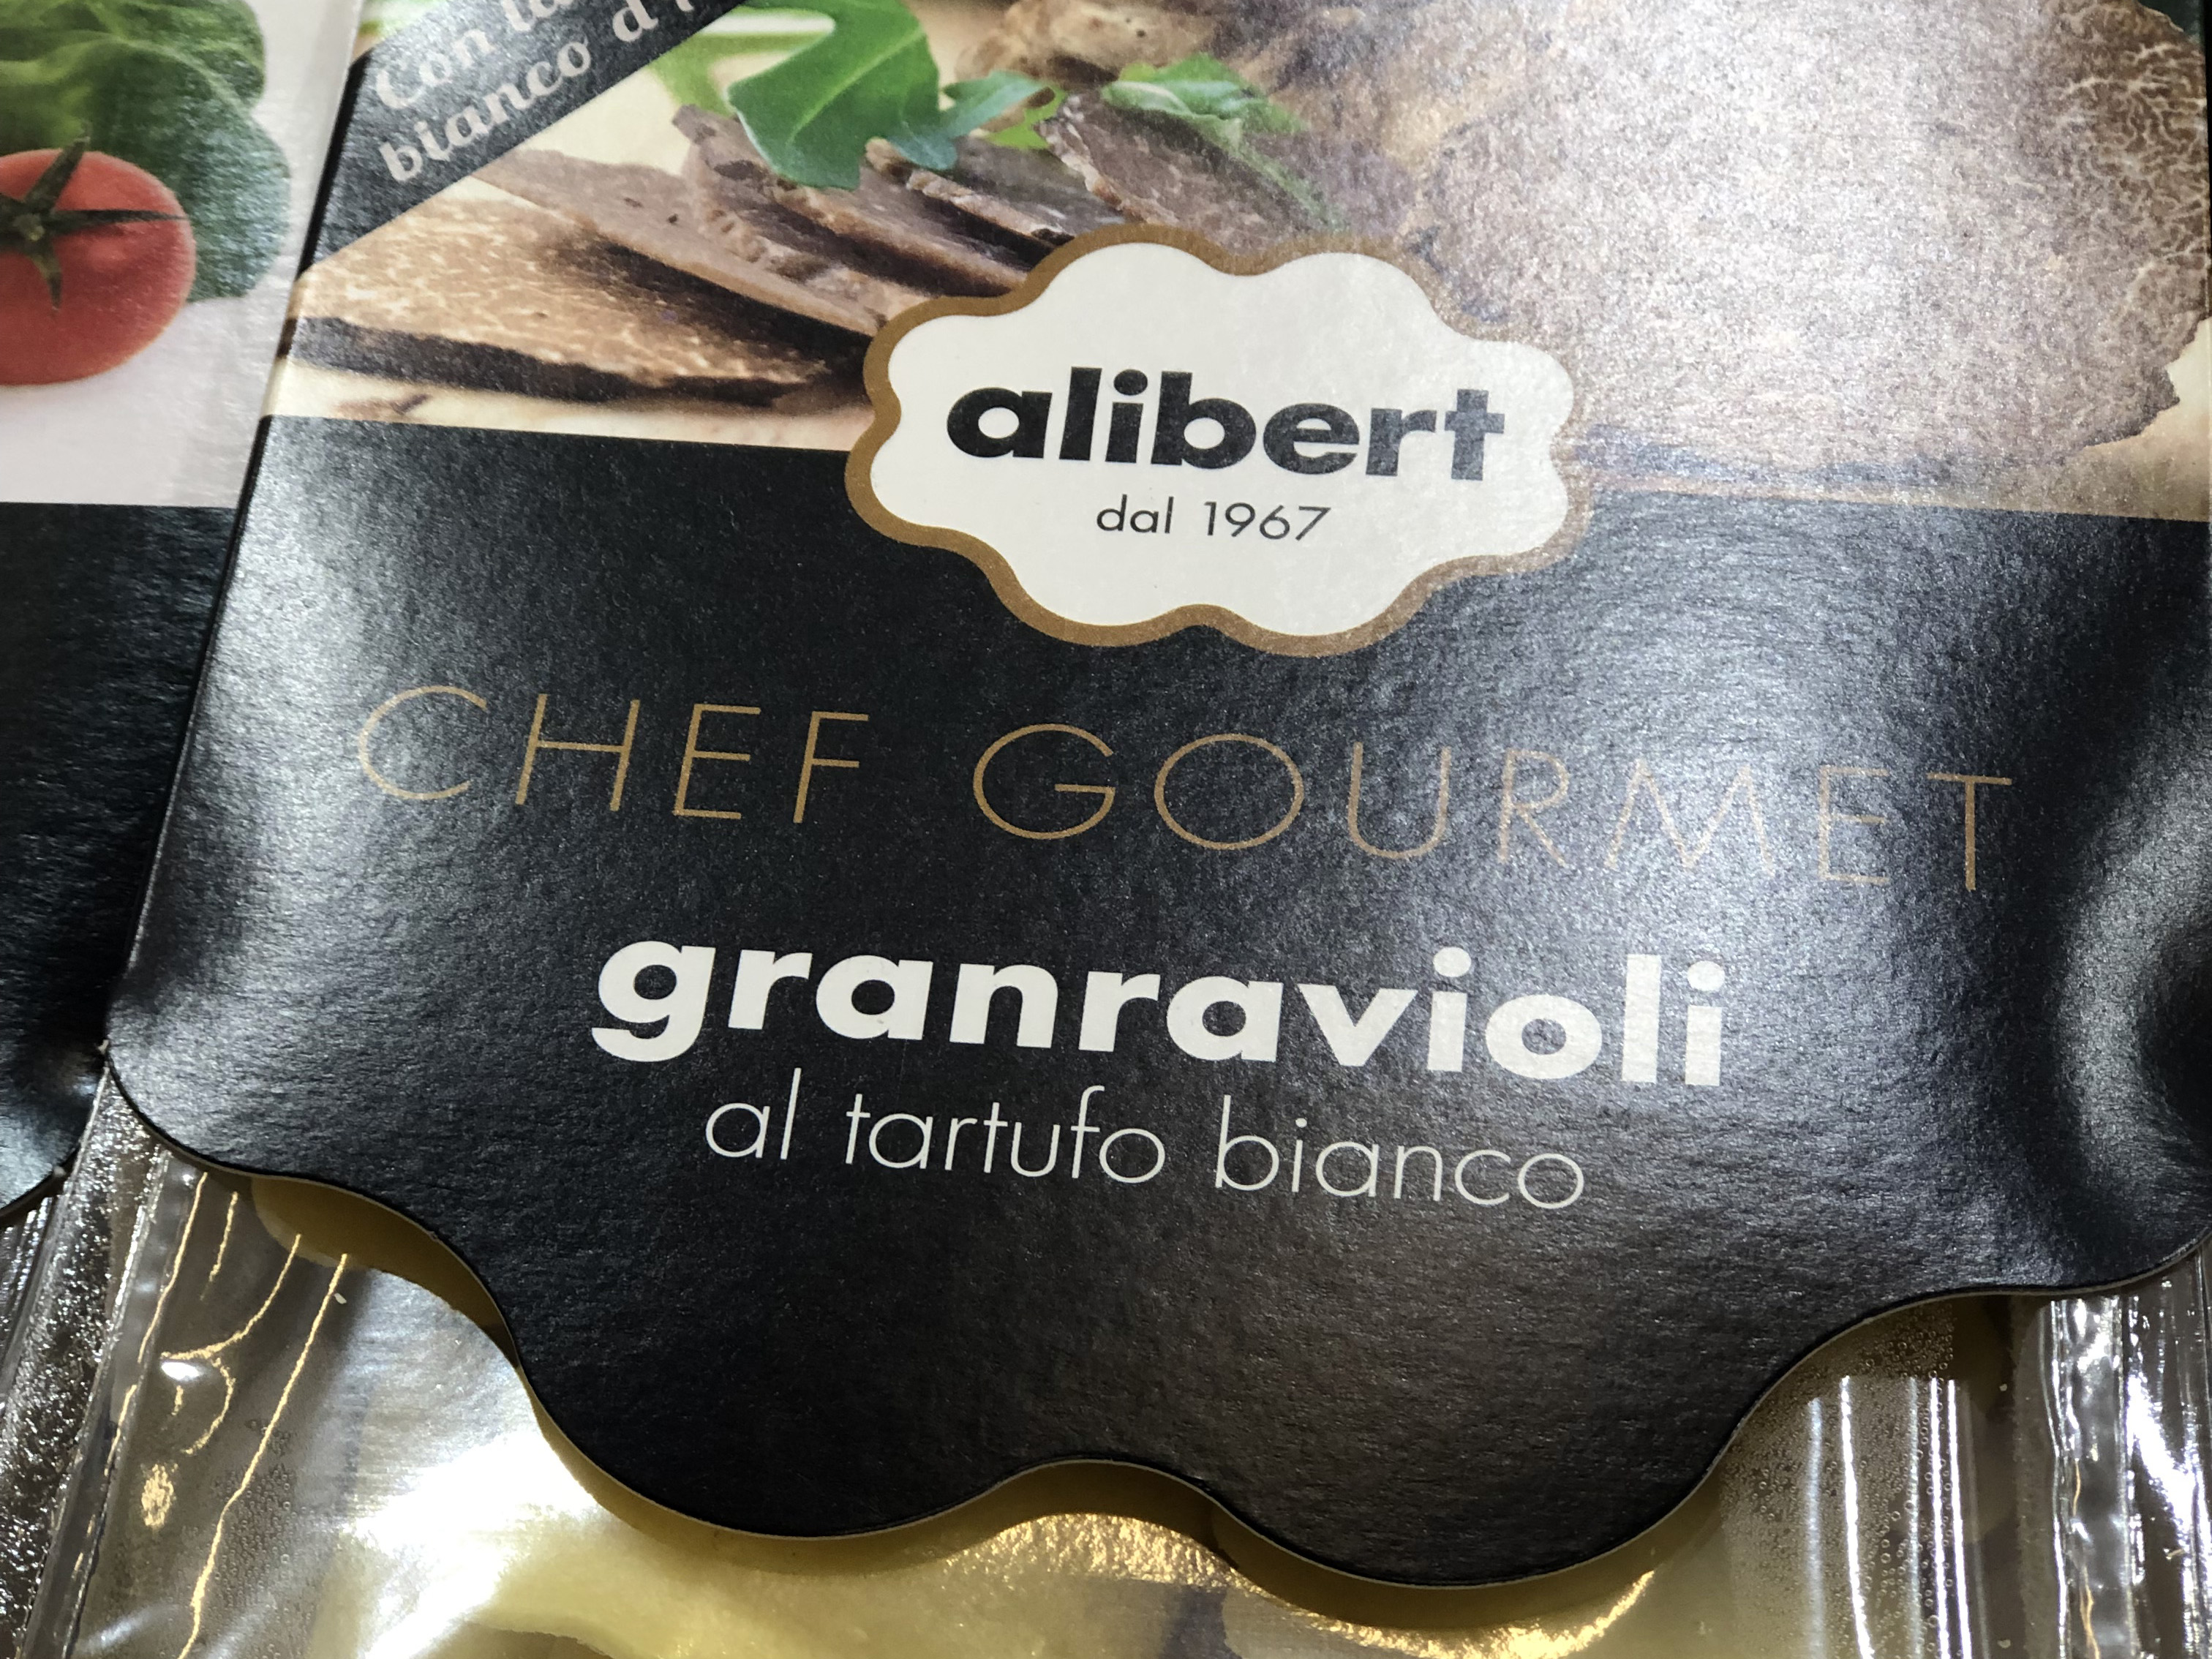 Con
bianco d'
alibert
dal 1967
CHEF GOURMET
granravioli
al tartufo bianco